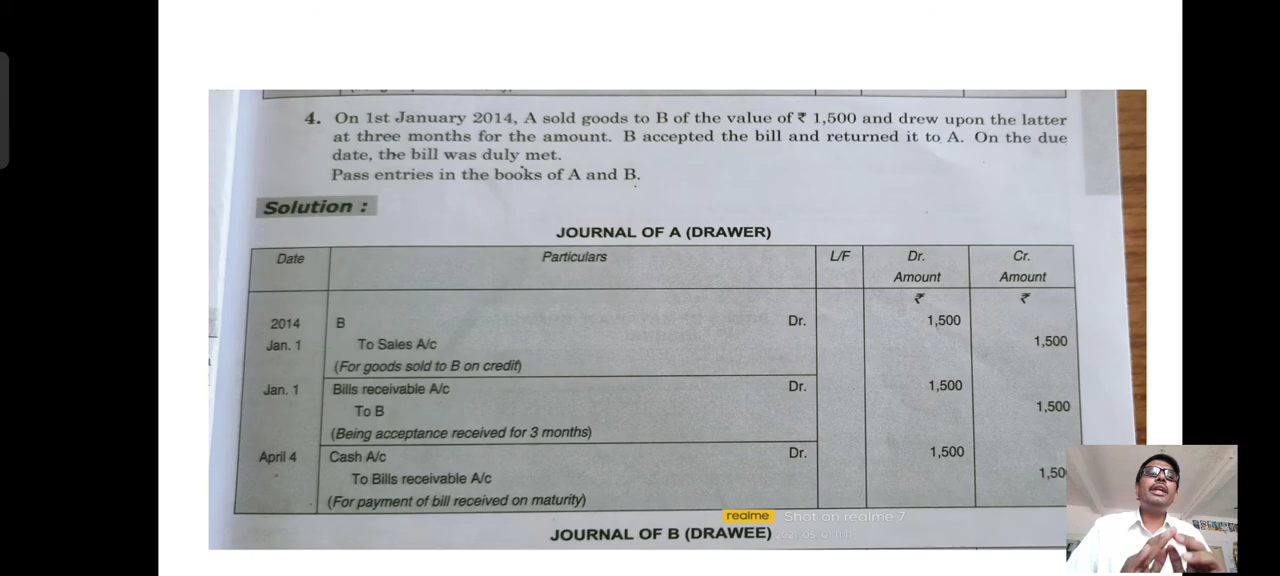 4. On 1st January 2014, A sold goods to B of the value of ₹ 1,500 and drew upon the latter
at three months for the amount. B accepted the bill and returned it to A. On the due
date, the bill was duly met.
Pass entries in the books of A and B.
Solution :
JOURNAL OF A (DRAWER)
Date Particulars L/F Dr. Cr.
Amount Amount
₹ ₹
2014 B Dr. 1,500
Jan. 1 To Sales A/c 1,500
(For goods sold to B on credit)
Jan. 1 Bills receivable A/c Dr. 1,500
To B 1,500
(Being acceptance received for 3 months)
April 4 Cash A/c Dr. 1,500
To Bills receivable A/c 1,50
(For payment of bill received on maturity)
realme Shot on realme 7
JOURNAL OF B (DRAWEE)